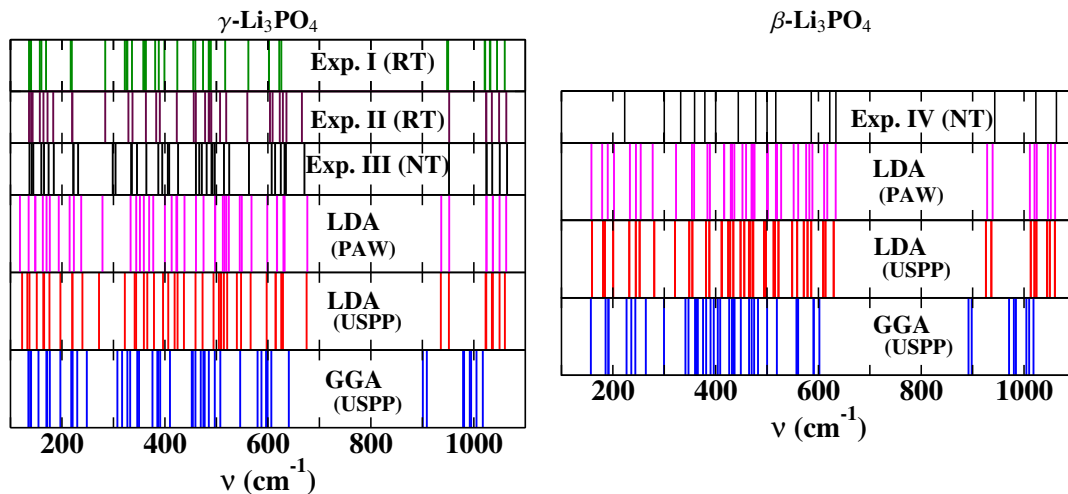 γ-Li₃PO₄
Exp. I (RT)
Exp. II (RT)
Exp. III (NT)
LDA
(PAW)
LDA
(USPP)
GGA
(USPP)
200 400 600 800 1000
ν (cm⁻¹)
β-Li₃PO₄
Exp. IV (NT)
LDA
(PAW)
LDA
(USPP)
GGA
(USPP)
200 400 600 800 1000
ν (cm⁻¹)